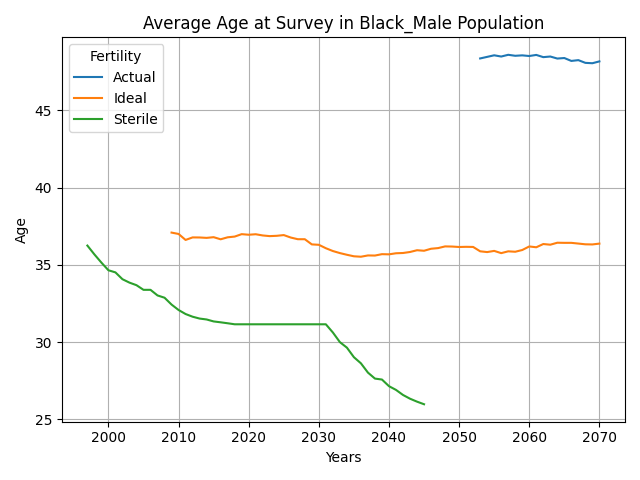 Average Age at Survey in Black_Male Population
Fertility
Actual
Ideal
Sterile
Age
45
40
35
30
25
2000 2010 2020 2030 2040 2050 2060 2070
Years